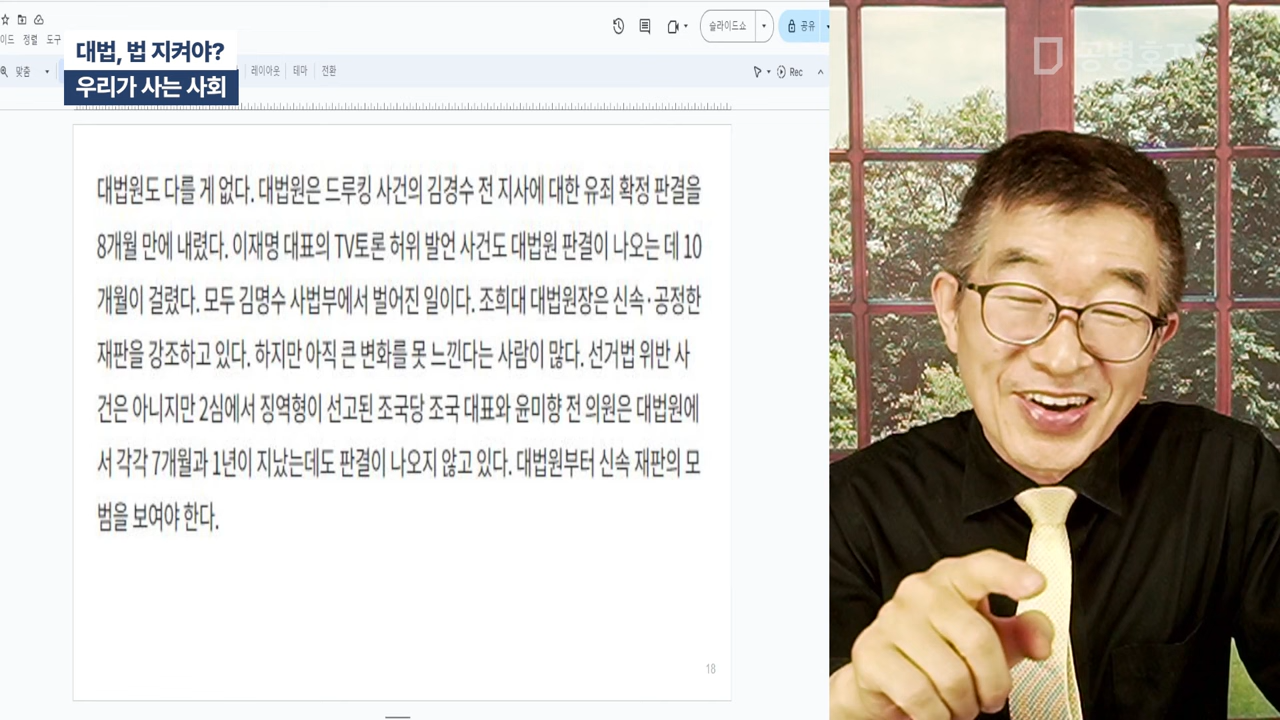 이드 정렬 도구
슬라이드쇼
공유
대법, 법 지켜야?
우리가 사는 사회
맞춤
레이아웃
테마
전환
Rec
공병호TV
대법원도 다를 게 없다. 대법원은 드루킹 사건의 김경수 전 지사에 대한 유죄 확정 판결을
8개월 만에 내렸다. 이재명 대표의 TV토론 허위 발언 사건도 대법원 판결이 나오는 데 10
개월이 걸렸다. 모두 김명수 사법부에서 벌어진 일이다. 조희대 대법원장은 신속·공정한
재판을 강조하고 있다. 하지만 아직 큰 변화를 못 느낀다는 사람이 많다. 선거법 위반 사
건은 아니지만 2심에서 징역형이 선고된 조국당 조국 대표와 윤미향 전 의원은 대법원에
서 각각 7개월과 1년이 지났는데도 판결이 나오지 않고 있다. 대법원부터 신속 재판의 모
범을 보여야 한다.
18